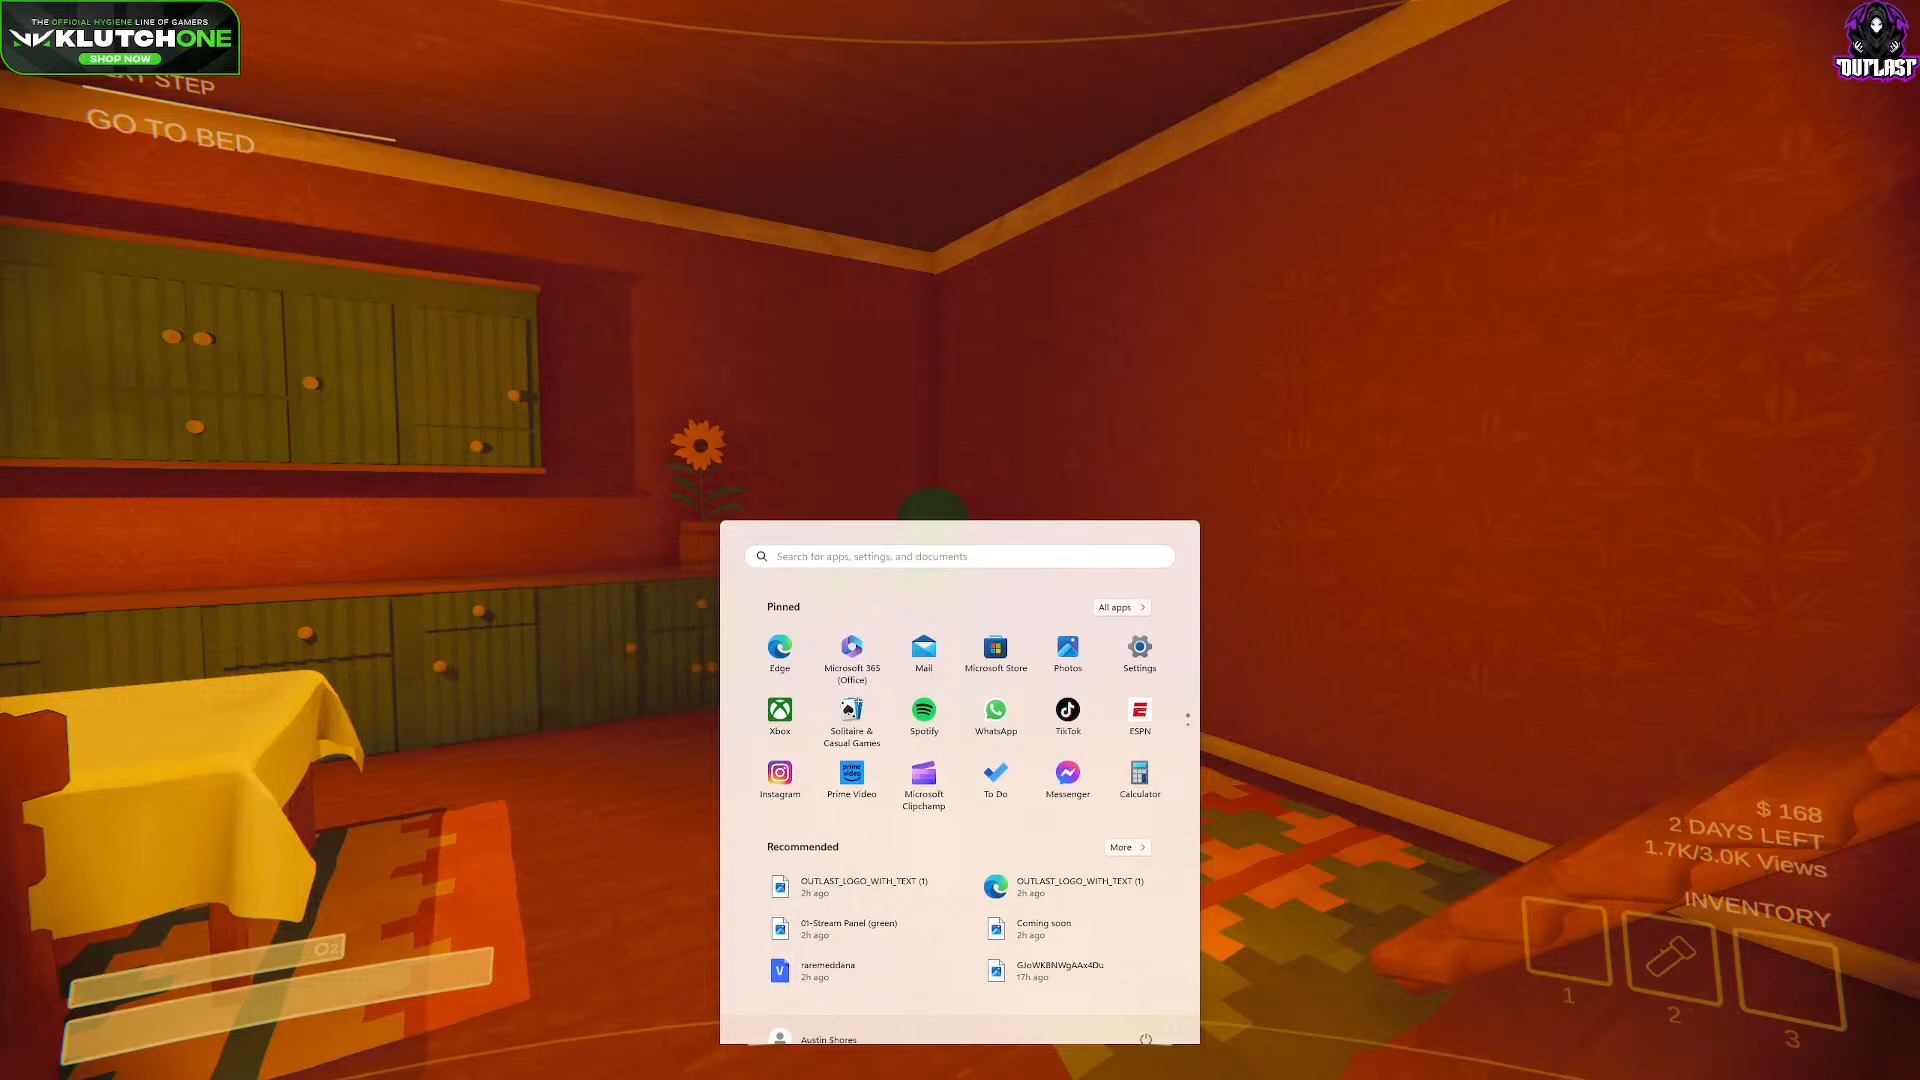 THE OFFICIAL HYGIENE LINE OF GAMERS
KLUTCHONE
SHOP NOW
OUTLAST
STEP
GO TO BED
Search for apps, settings, and documents
Pinned
All apps
Edge
Microsoft 365
(Office)
Mail
Microsoft Store
Photos
Settings
Xbox
Solitaire &
Casual Games
Spotify
WhatsApp
TikTok
ESPN
prime
video
Instagram
Prime Video
Microsoft
Clipchamp
To Do
Messenger
Calculator
Recommended
More
OUTLAST_LOGO_WITH_TEXT (1)
2h ago
OUTLAST_LOGO_WITH_TEXT (1)
2h ago
01-Stream Panel (green)
2h ago
Coming soon
2h ago
V
raremeddana
2h ago
GJoWKBNWgAAx4Du
17h ago
Austin Shores
$ 168
2 DAYS LEFT
1.7K/3.0K Views
INVENTORY
1
2
3
O2